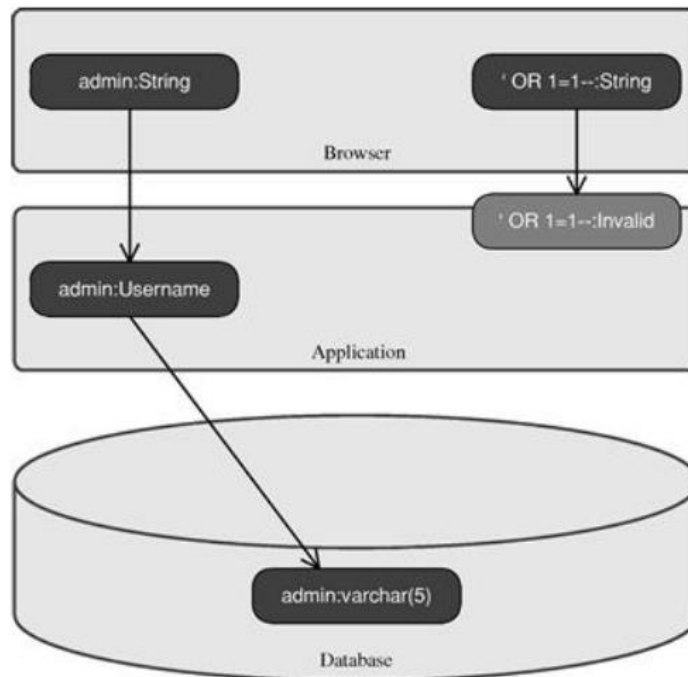 admin:String
' OR 1=1--:String
Browser
' OR 1=1--:Invalid
admin:Username
Application
admin:varchar(5)
Database